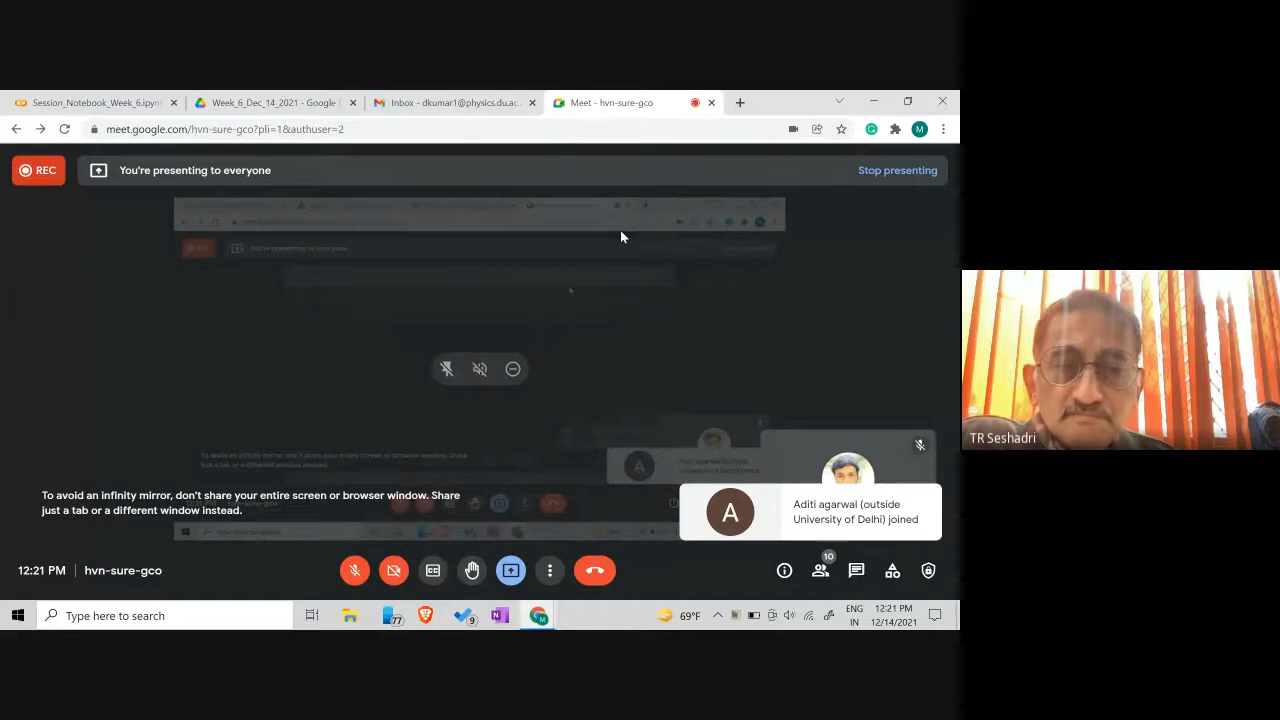 Session_Notebook_Week_6.ipyn
Week_6_Dec_14_2021 - Google D
Inbox - dkumar1@physics.du.ac
Meet - hvn-sure-gco
meet.google.com/hvn-sure-gco?pli=1&authuser=2
M
REC
You're presenting to everyone
Stop presenting
TR Seshadri
To avoid an infinity mirror, don't share your entire screen or browser window. Share
just a tab or a different window instead.
A
Aditi agarwal (outside
University of Delhi) joined
12:21 PM
hvn-sure-gco
10
Type here to search
77
9
69°F
ENG
IN
12:21 PM
12/14/2021